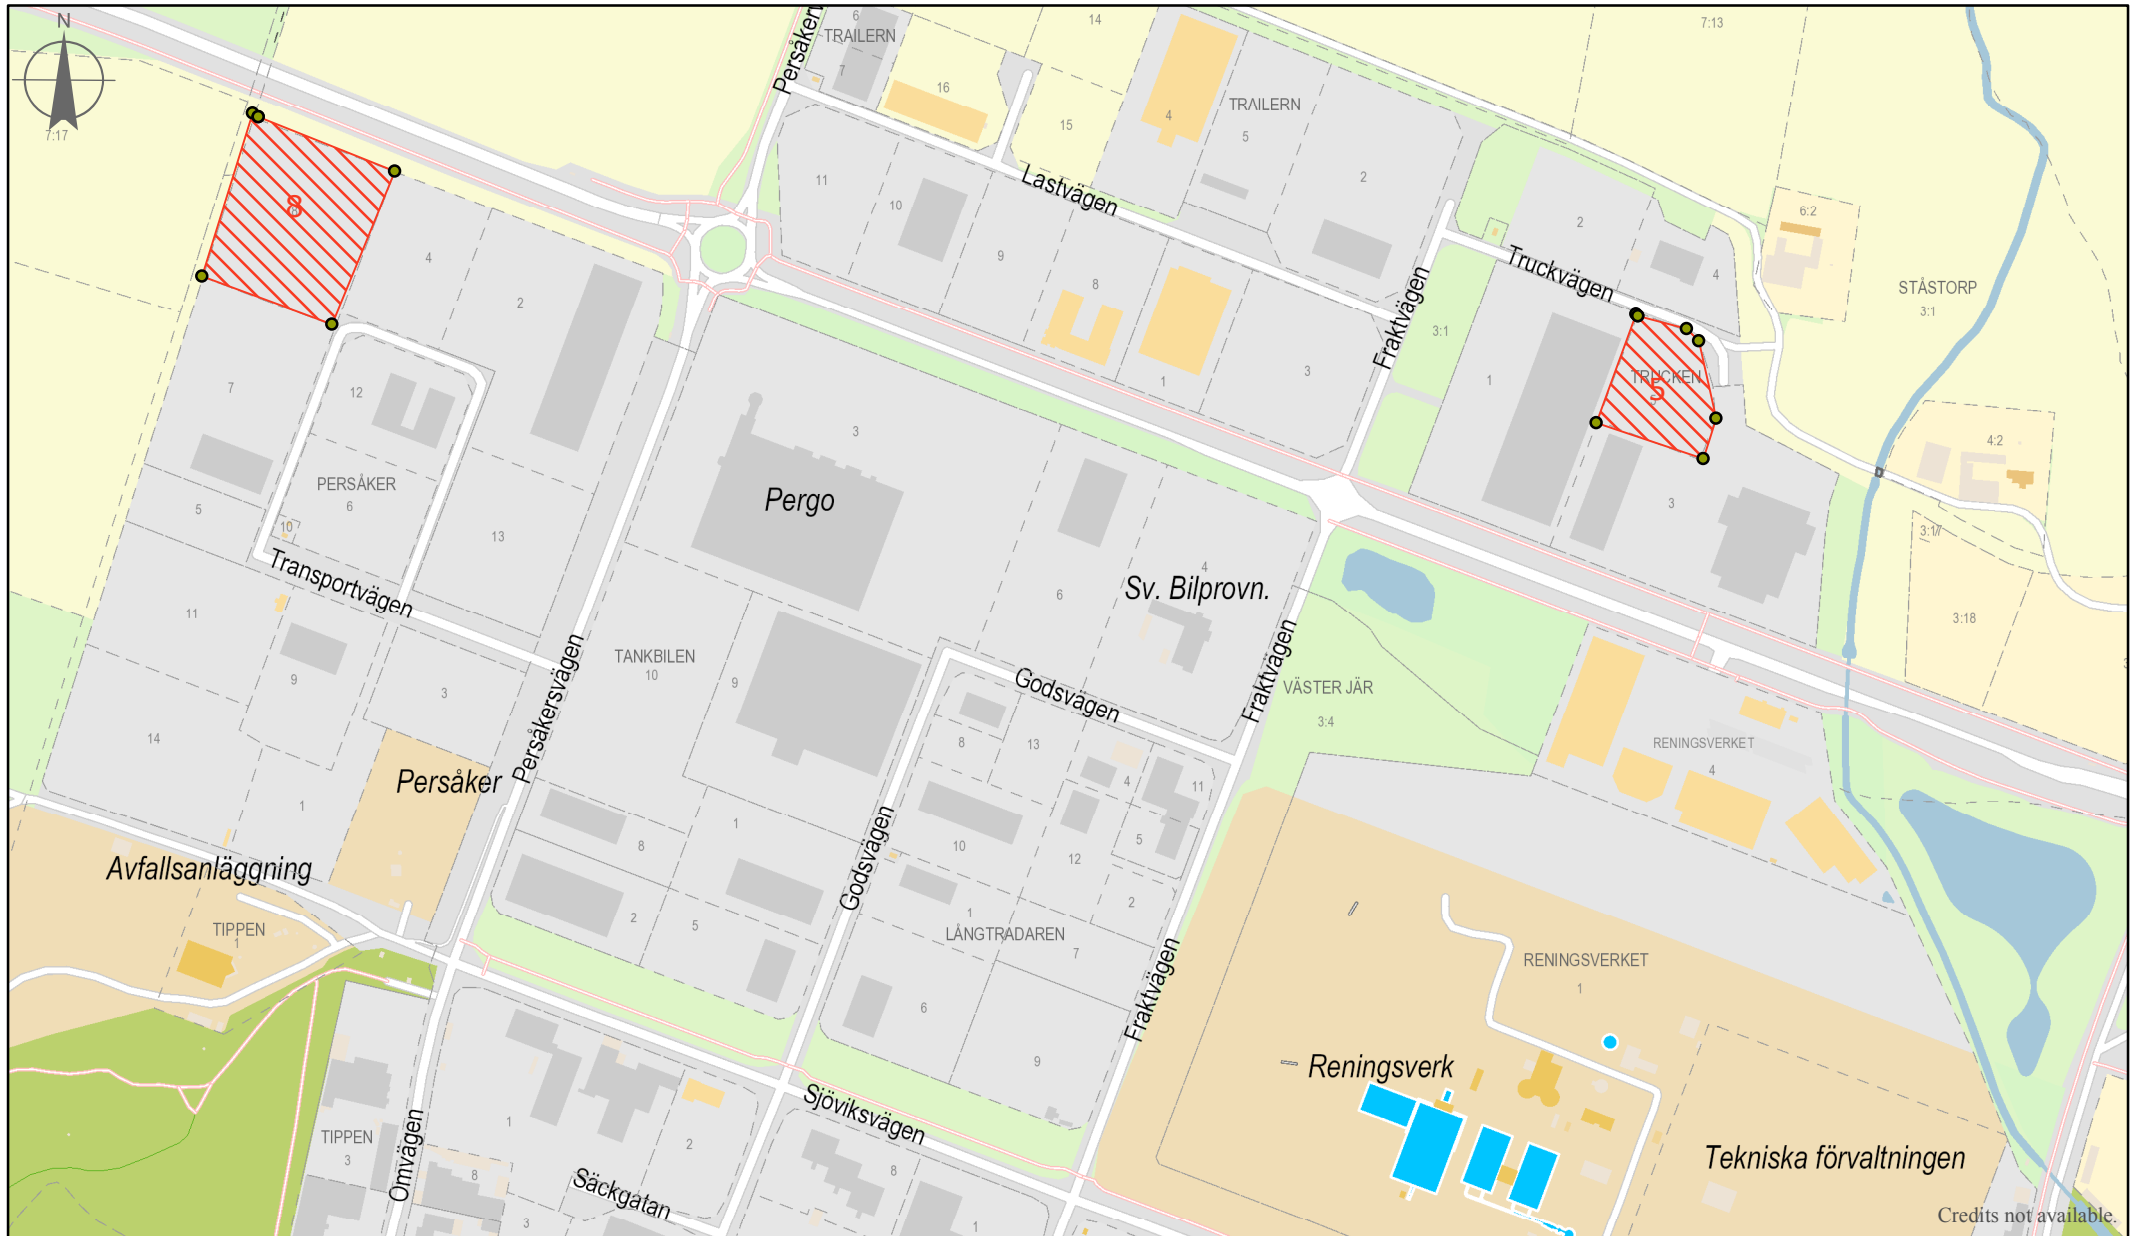 N
7:17
6
TRAILERN
7
Persåkerv
16
14
15
4
TRAILERN
5
2
7:13
6:2
STÅSTORP
3:1
8
4
2
11
10
9
8
1
3
Lastvägen
Fraktvägen
3:1
Truckvägen
2
4
1
TRUCKEN
5
3
4:2
3:17
3:18
7
12
PERSÅKER
6
5
10
13
Transportvägen
11
9
3
14
1
Persåkersvägen
Persåker
Pergo
3
6
4
Sv. Bilprovn.
TANKBILEN
10
9
Godsvägen
Fraktvägen
VÄSTER JÄR
3:4
RENINGSVERKET
4
8
13
4
11
5
10
12
2
1
LÅNGTRADAREN
7
6
9
Godsvägen
Fraktvägen
8
1
2
5
Avfallsanläggning
TIPPEN
1
RENINGSVERKET
1
Reningsverk
Tekniska förvaltningen
TIPPEN
3
Omvägen
1
2
8
3
Säckgatan
Sjöviksvägen
8
1
Credits not available.